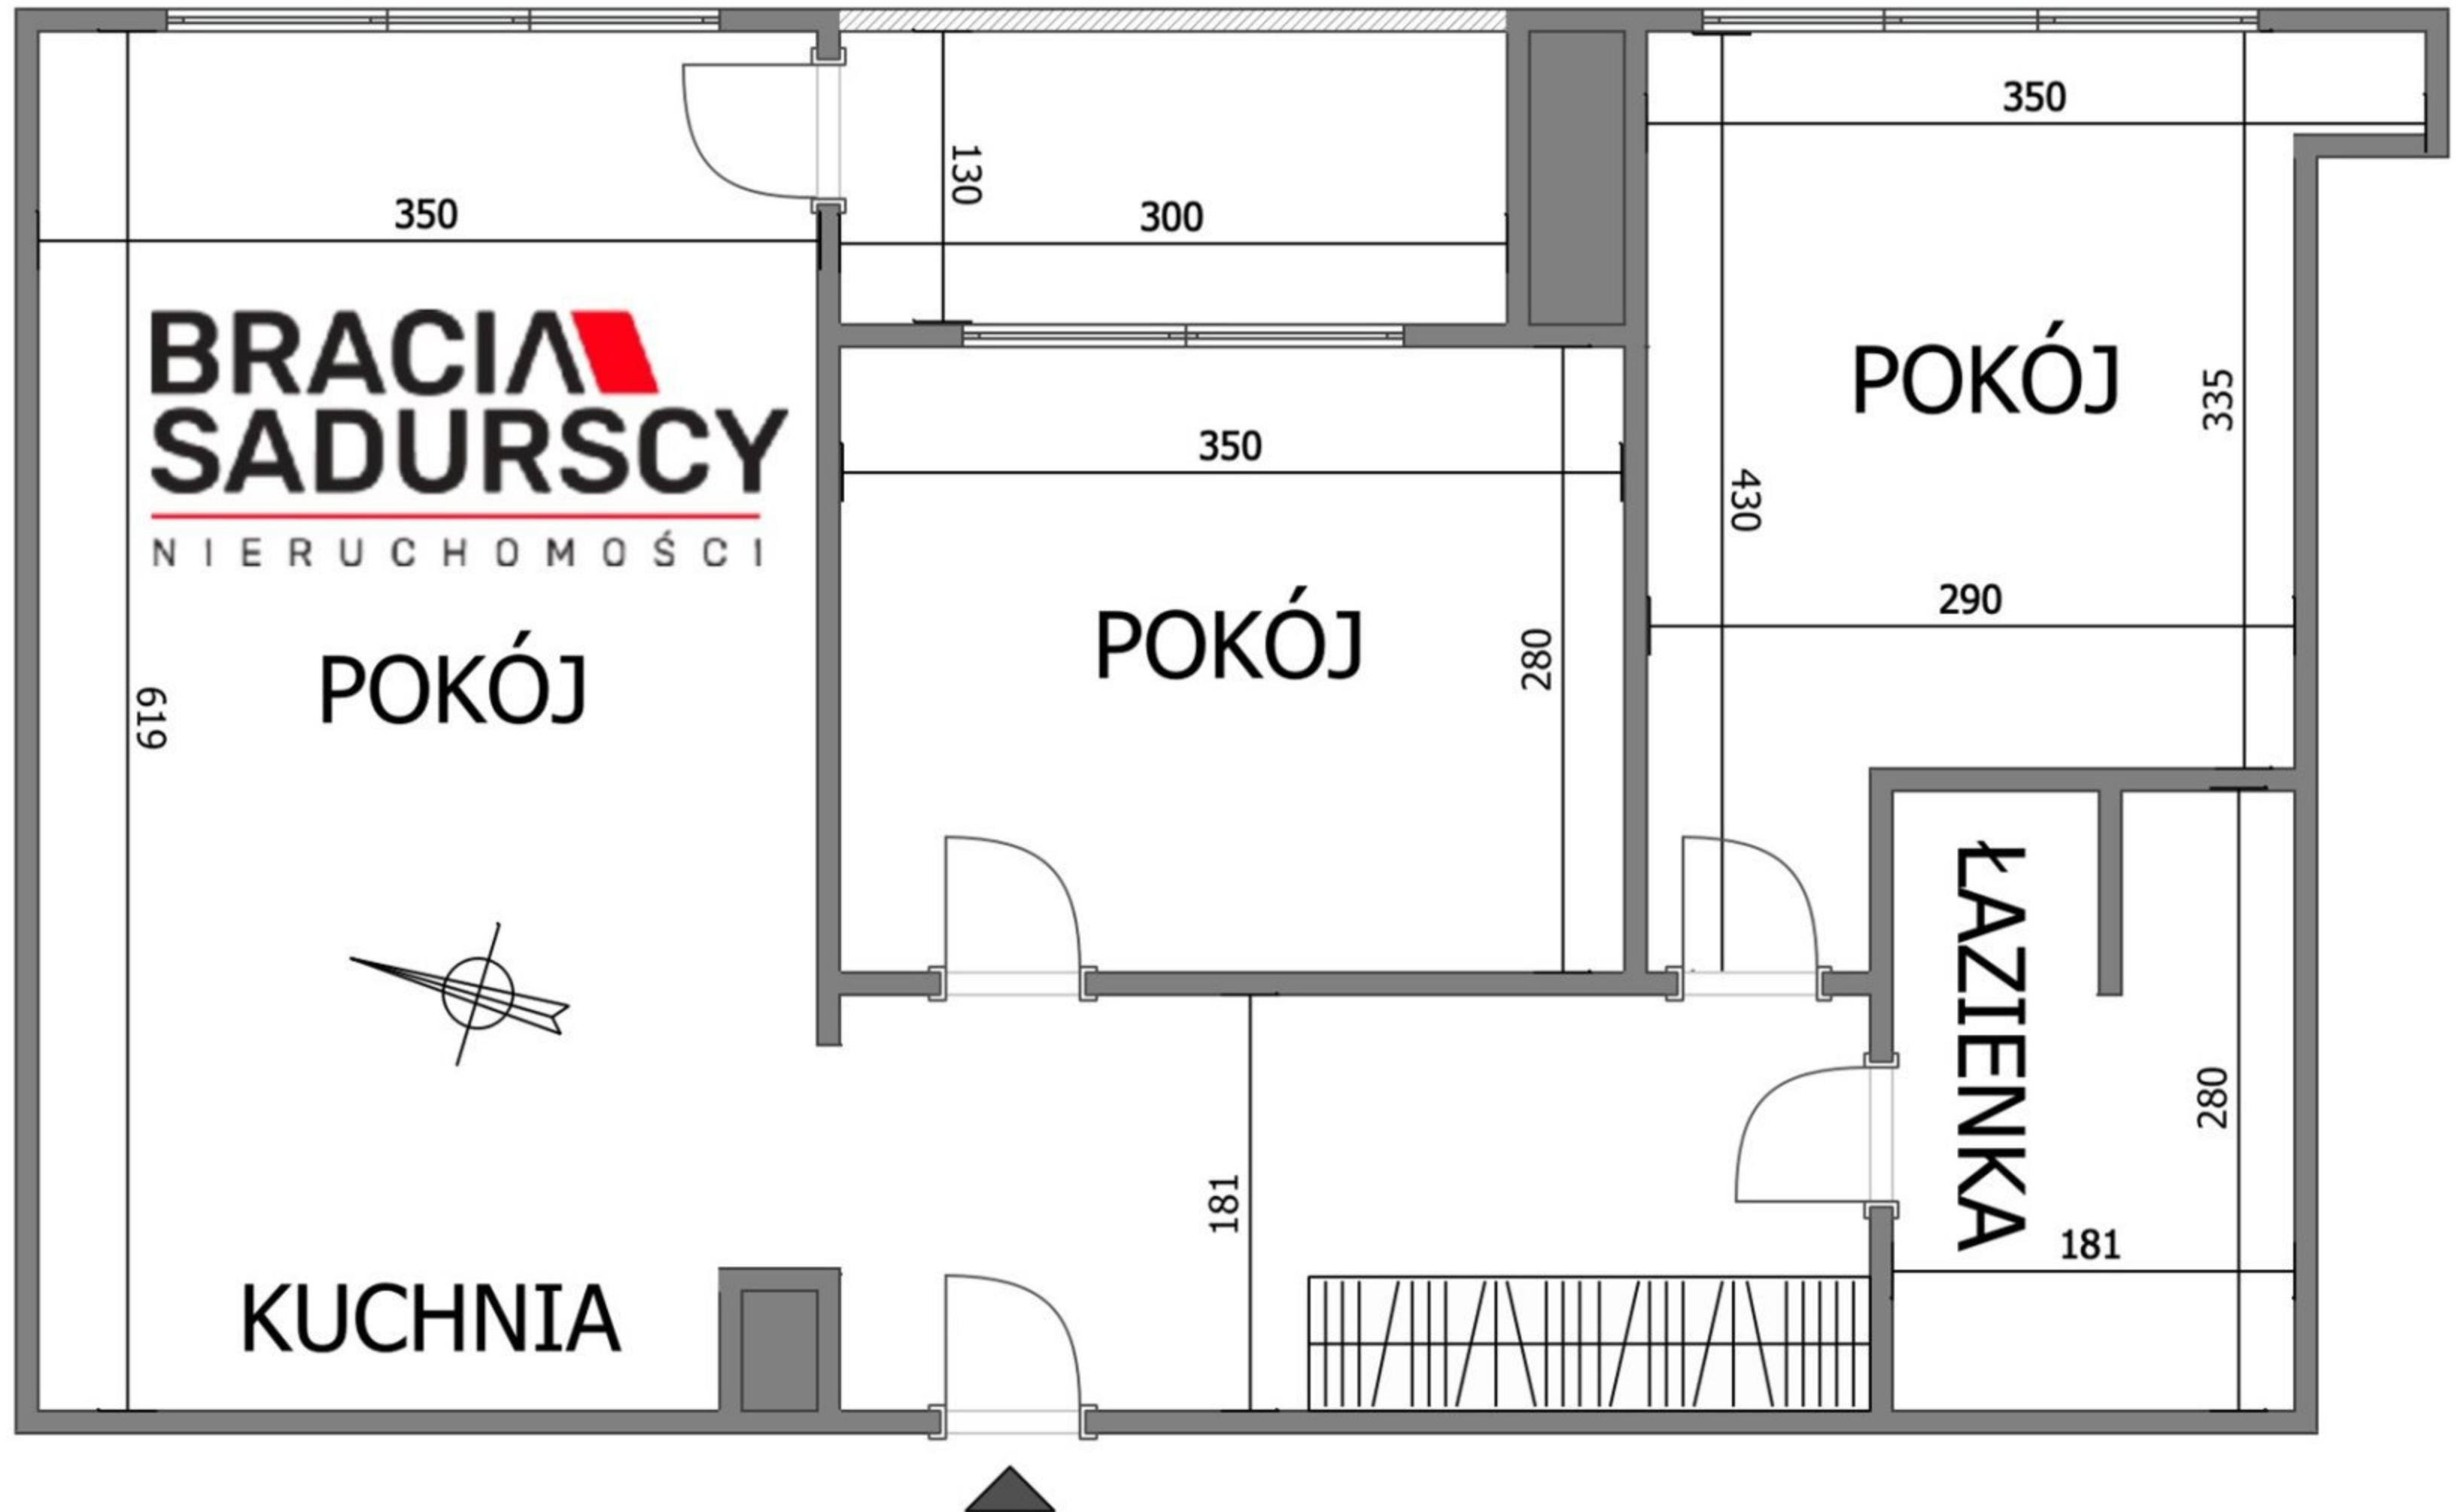 350
130
350
300
BRACIA
SADURSCY
NIERUCHOMOŚCI
POKÓJ
335
350
430
290
POKÓJ
280
POKÓJ
619
ŁAZIENKA
280
181
181
KUCHNIA